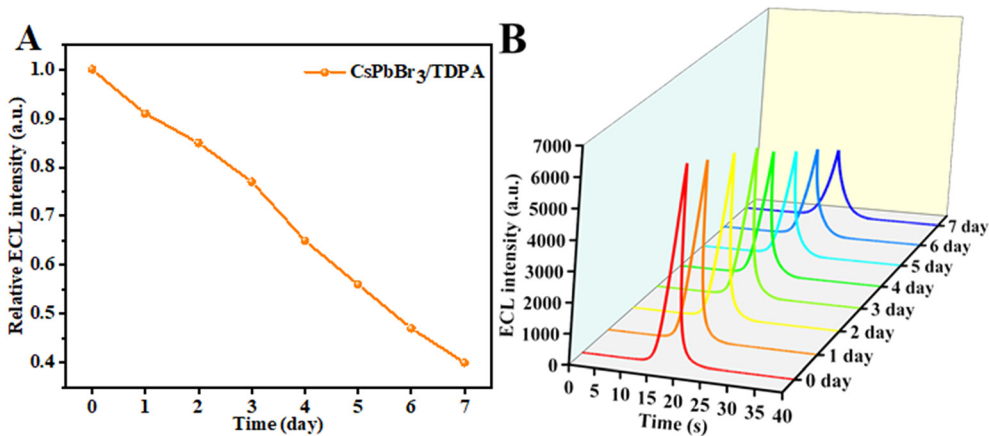 A
CsPbBr3/TDPA
Relative ECL intensity (a.u.)
1.0
0.9
0.8
0.7
0.6
0.5
0.4
0 1 2 3 4 5 6 7
Time (day)
B
ECL intensity (a.u.)
7000
6000
5000
4000
3000
2000
1000
0
0 5 10 15 20 25 30 35 40
Time (s)
7 day
6 day
5 day
4 day
3 day
2 day
1 day
0 day